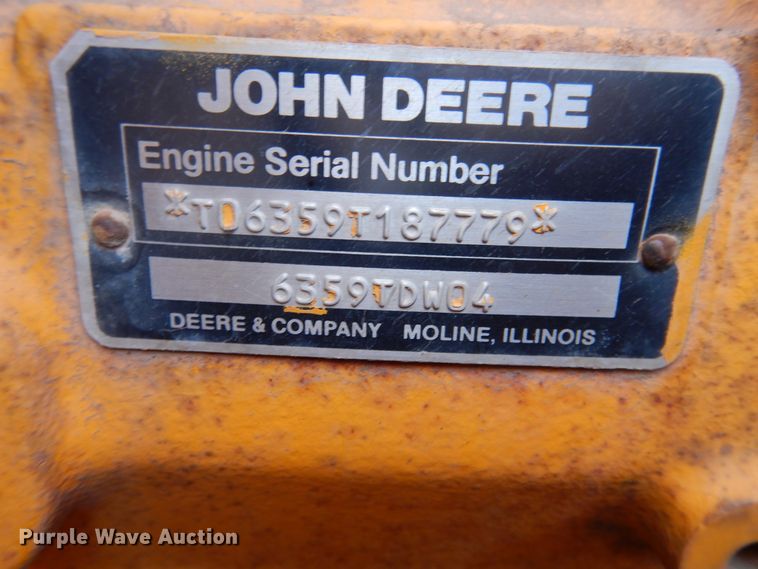 JOHN DEERE
Engine Serial Number
*TD6359T187779*
6359TDW04
DEERE & COMPANY MOLINE, ILLINOIS
Purple Wave Auction